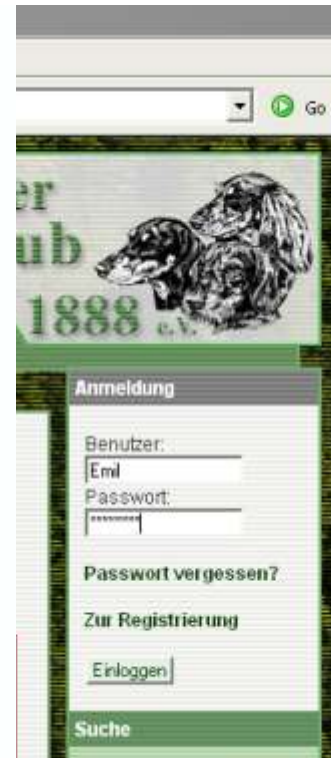 Go
er
ub
1888 e.V.
Anmeldung
Benutzer:
Emil
Passwort:
********
Passwort vergessen?
Zur Registrierung
Einloggen
Suche